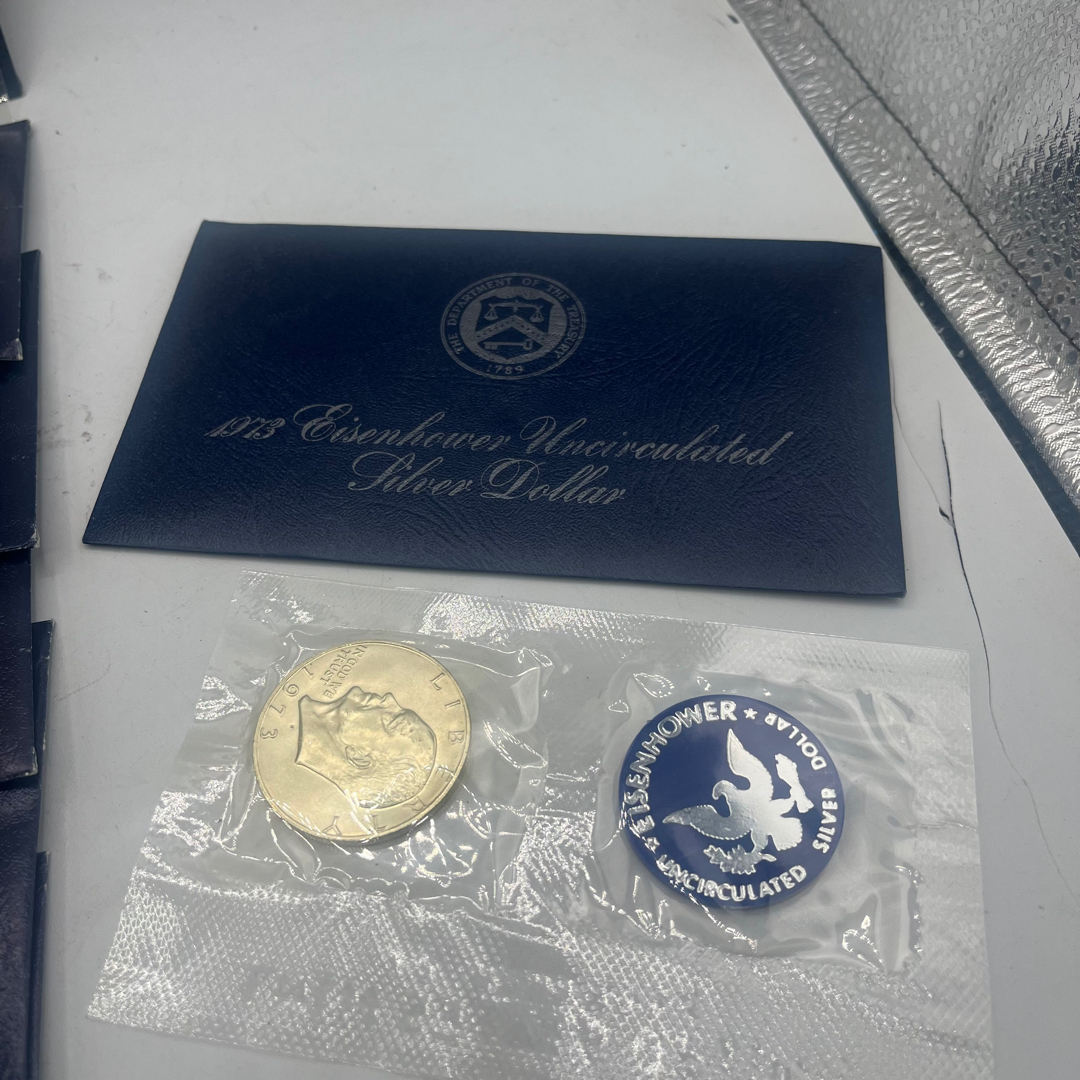 THE DEPARTMENT OF THE TREASURY
1789
1973 Eisenhower Uncirculated
Silver Dollar
LIBERTY
IN GOD WE
TRUST
1973
EISENHOWER ★ SILVER DOLLAR
★ UNCIRCULATED